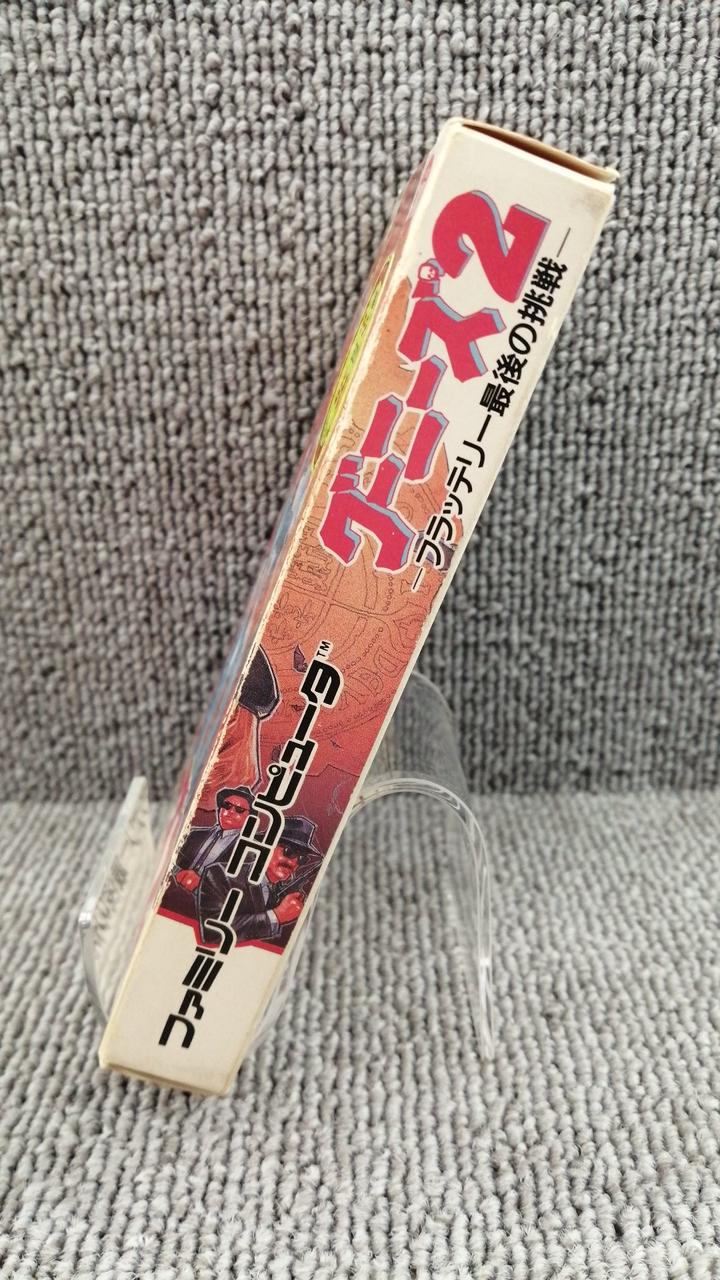 ファミリー コンピュータ™
グーニーズ2
－フラッテリー最後の挑戦－